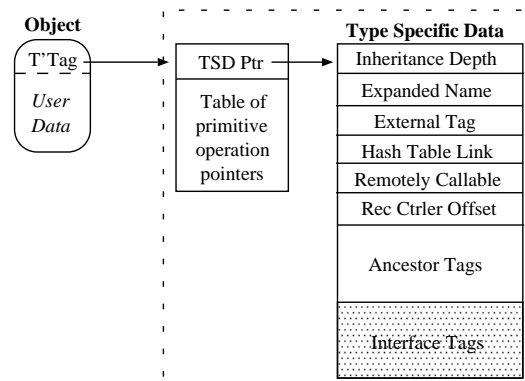 Object
T'Tag
User
Data
TSD Ptr
Table of
primitive
operation
pointers
Type Specific Data
Inheritance Depth
Expanded Name
External Tag
Hash Table Link
Remotely Callable
Rec Ctrler Offset
Ancestor Tags
Interface Tags